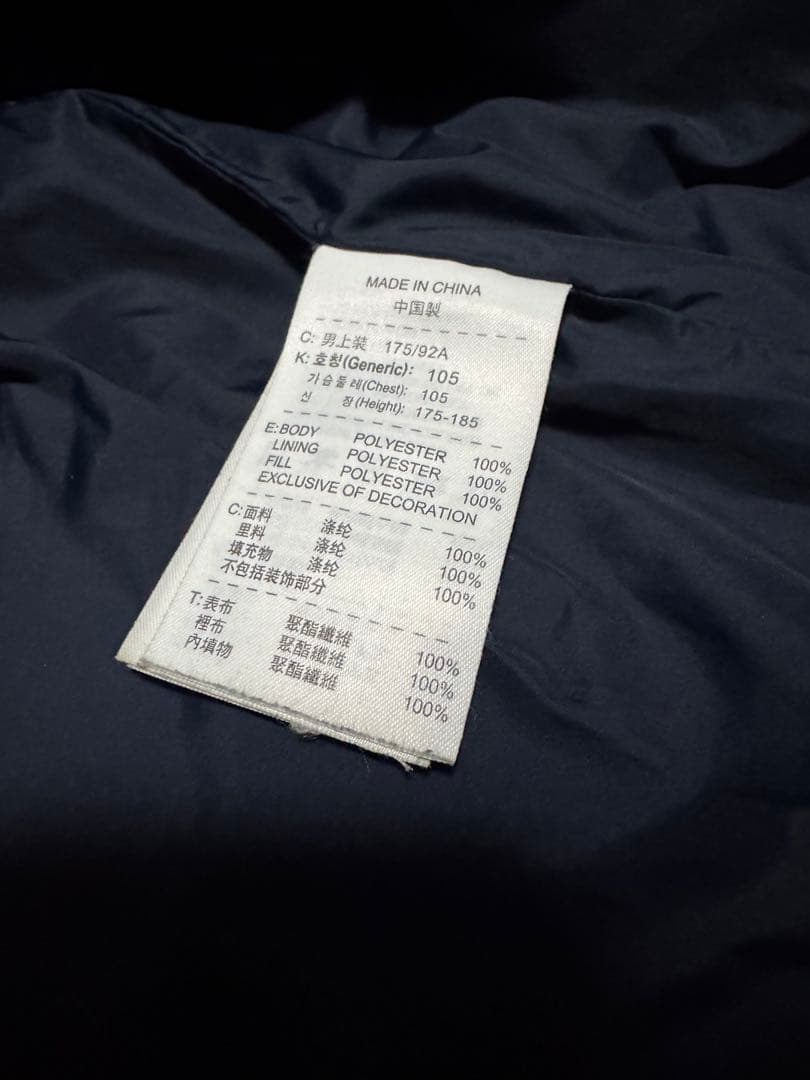 MADE IN CHINA
中国製
C: 男上装 175/92A
K: 호칭(Generic): 105
가슴둘레(Chest): 105
신 장(Height): 175-185
E:BODY POLYESTER 100%
LINING POLYESTER 100%
FILL POLYESTER 100%
EXCLUSIVE OF DECORATION
C:面料 涤纶 100%
里料 涤纶 100%
填充物 涤纶 100%
不包括装饰部分
T:表布 聚酯纖維 100%
裡布 聚酯纖維 100%
內填物 聚酯纖維 100%